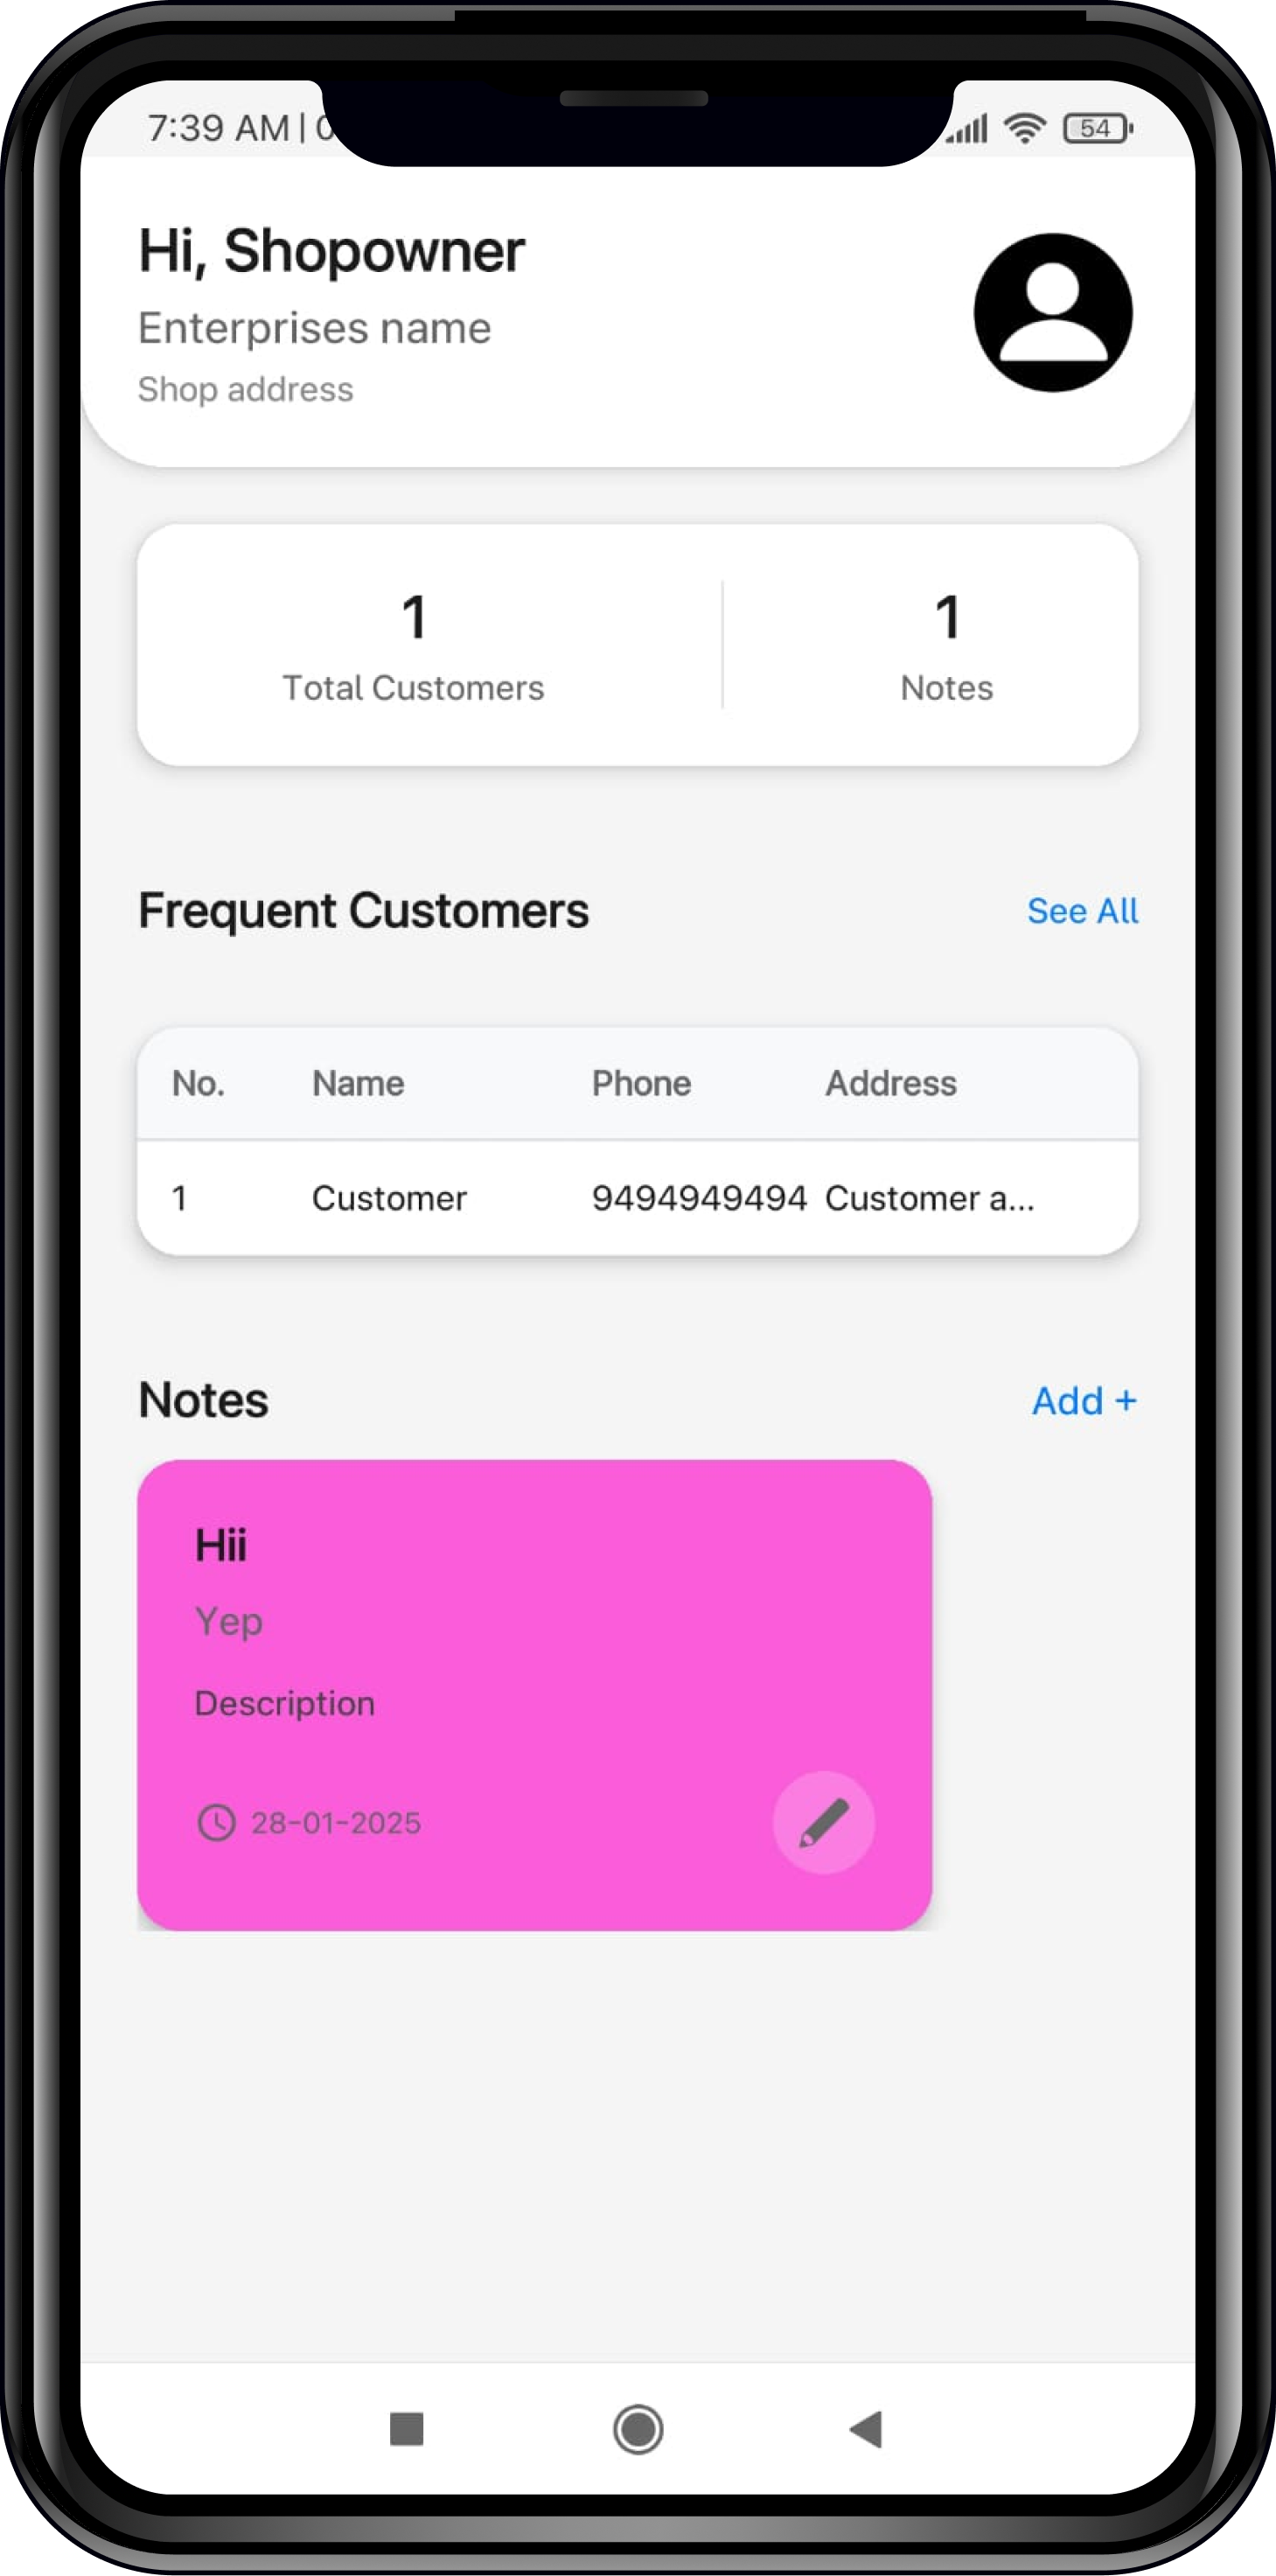 7:39 AM | 
54
Hi, Shopowner
Enterprises name
Shop address
1
Total Customers
1
Notes
Frequent Customers
See All
No. Name Phone Address
1 Customer 9494949494 Customer a...
Notes
Add +
Hii
Yep
Description
28-01-2025